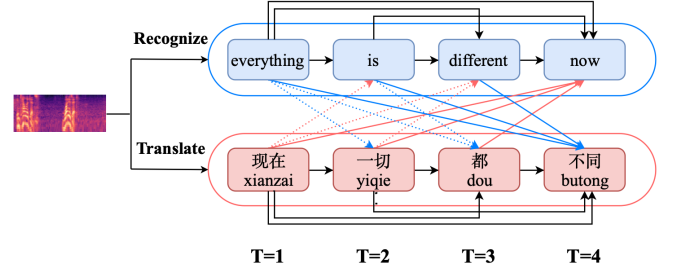 Recognize
everything is different now
Translate
现在 一切 都 不同
xianzai yiqie dou butong
T=1 T=2 T=3 T=4